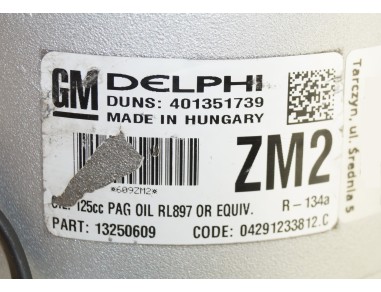 GM DELPHI
DUNS: 401351739
MADE IN HUNGARY
ZM2
*609ZM2*
125cc PAG OIL RL897 OR EQUIV. R-134a
PART: 13250609 CODE: 04291233812.C
Tarczyn, ul. Średnia 5